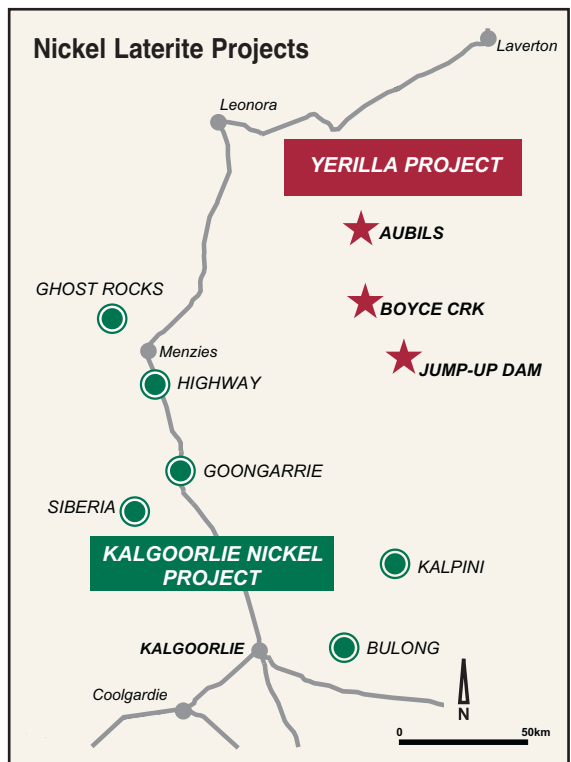 Nickel Laterite Projects
Laverton
Leonora
YERILLA PROJECT
AUBILS
GHOST ROCKS
BOYCE CRK
Menzies
JUMP-UP DAM
HIGHWAY
GOONGARRIE
SIBERIA
KALGOORLIE NICKEL
PROJECT
KALPINI
KALGOORLIE
BULONG
Coolgardie
N
0 50km